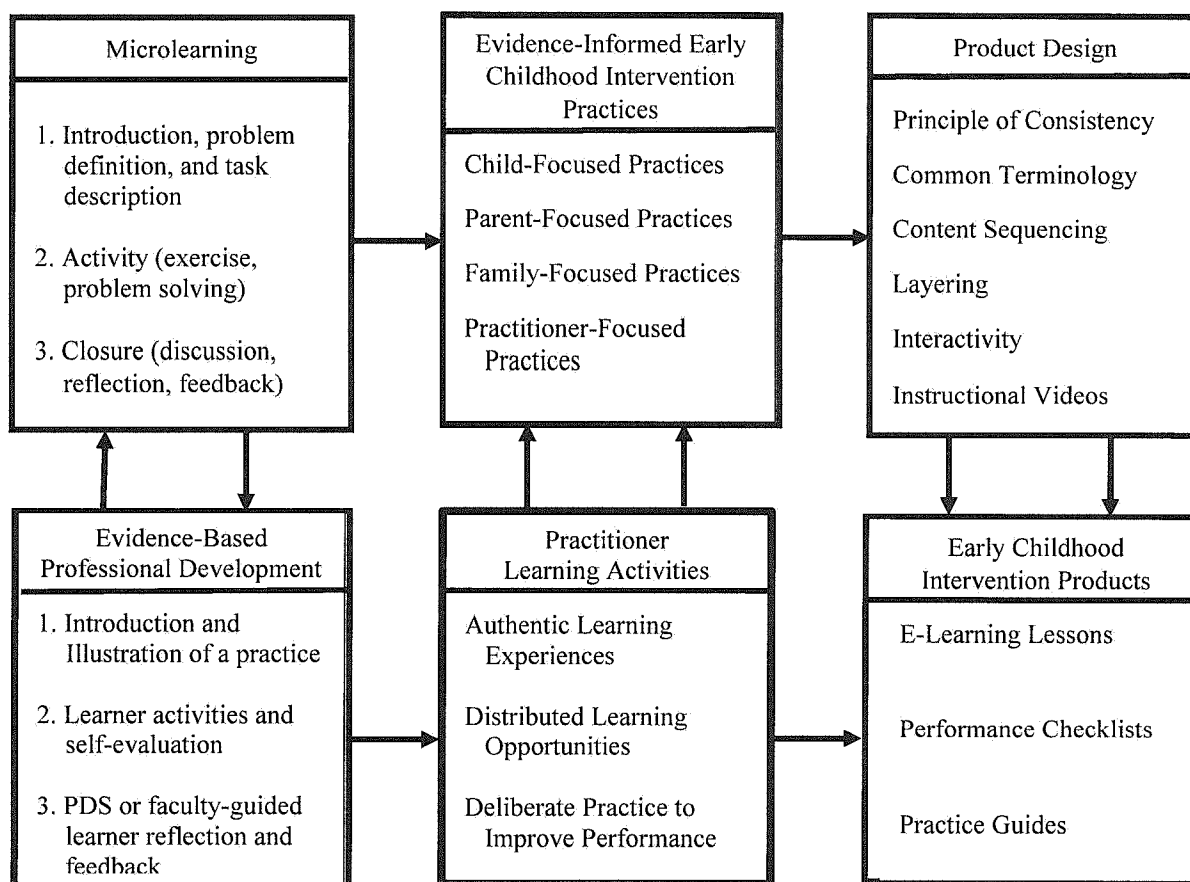 Microlearning
1. Introduction, problem
definition, and task
description
2. Activity (exercise,
problem solving)
3. Closure (discussion,
reflection, feedback)
Evidence-Informed Early
Childhood Intervention
Practices
Child-Focused Practices
Parent-Focused Practices
Family-Focused Practices
Practitioner-Focused
Practices
Product Design
Principle of Consistency
Common Terminology
Content Sequencing
Layering
Interactivity
Instructional Videos
Evidence-Based
Professional Development
1. Introduction and
Illustration of a practice
2. Learner activities and
self-evaluation
3. PDS or faculty-guided
learner reflection and
feedback
Practitioner
Learning Activities
Authentic Learning
Experiences
Distributed Learning
Opportunities
Deliberate Practice to
Improve Performance
Early Childhood
Intervention Products
E-Learning Lessons
Performance Checklists
Practice Guides